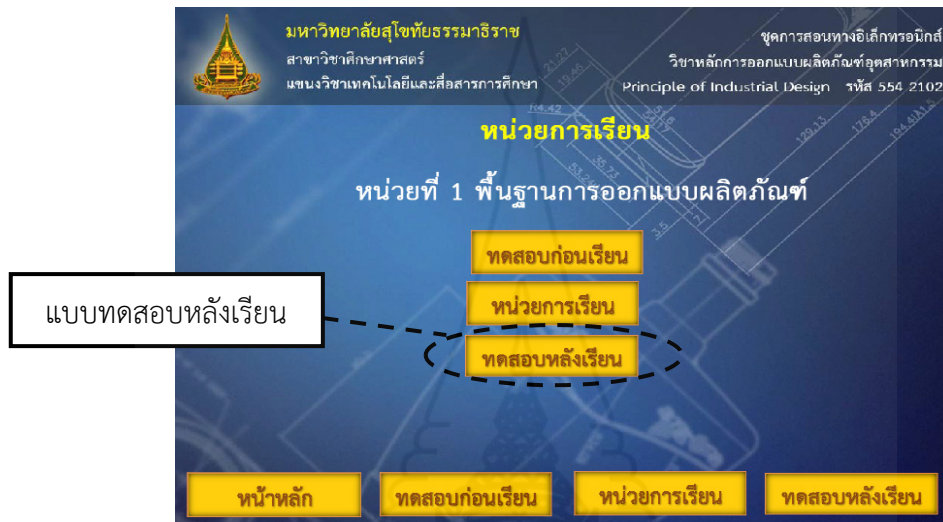 มหาวิทยาลัยสุโขทัยธรรมาธิราช
สาขาวิชาศึกษาศาสตร์
แขนงวิชาเทคโนโลยีและสื่อสารการศึกษา
ชุดการสอนทางอิเล็กทรอนิกส์
วิชาหลักการออกแบบผลิตภัณฑ์อุตสาหกรรม
Principle of Industrial Design รหัส 554 2102
หน่วยการเรียน
หน่วยที่ 1 พื้นฐานการออกแบบผลิตภัณฑ์
ทดสอบก่อนเรียน
หน่วยการเรียน
แบบทดสอบหลังเรียน
ทดสอบหลังเรียน
หน้าหลัก
ทดสอบก่อนเรียน
หน่วยการเรียน
ทดสอบหลังเรียน